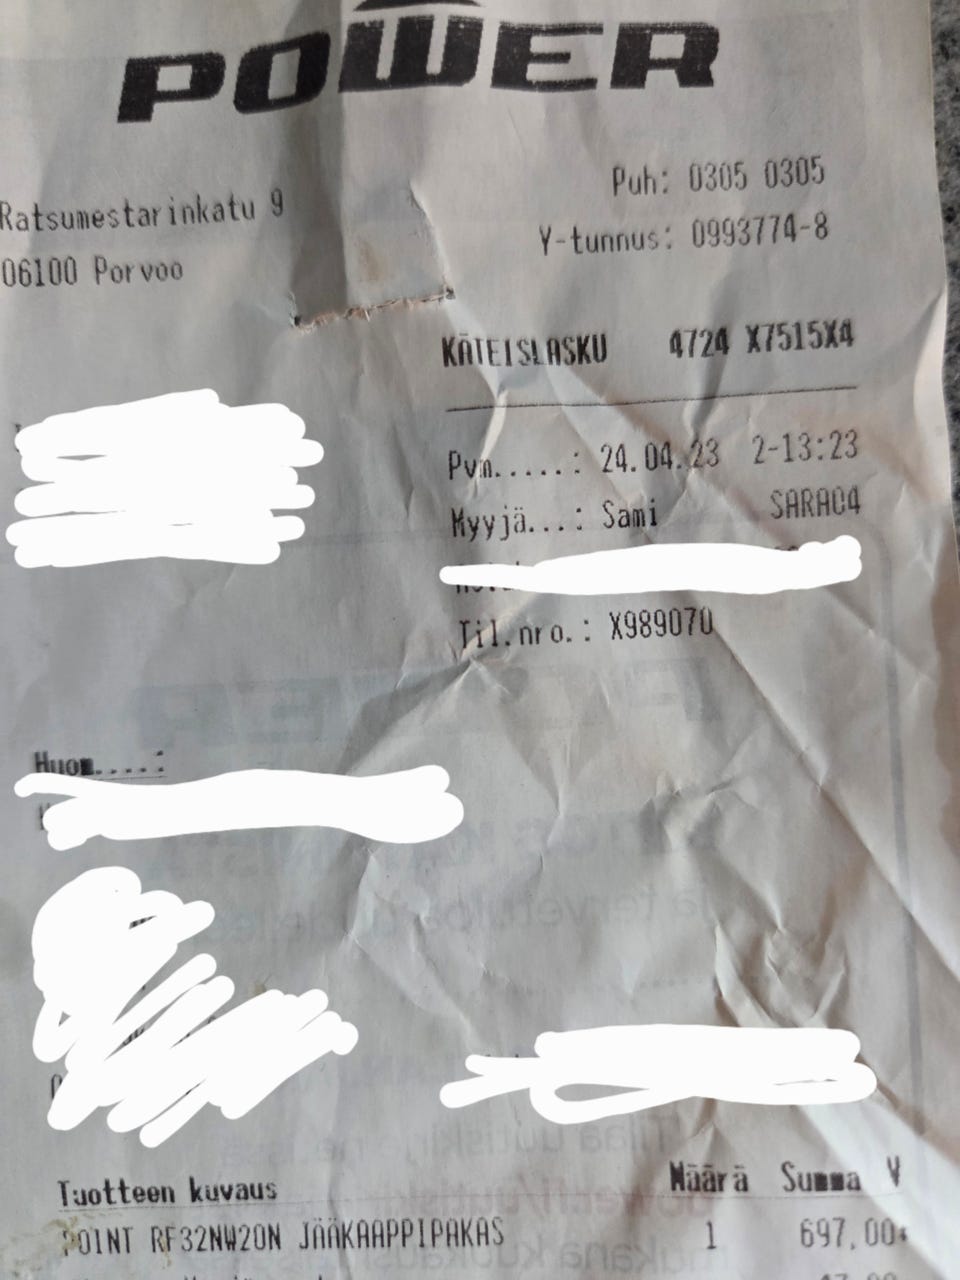 POWER
Puh: 0305 0305
Ratsumestarinkatu 9
Y-tunnus: 0993774-8
06100 Porvoo
KÄTEISLASKU 4724 X7515X4
Pvm.....: 24.04.23 2-13:23
Myyjä...: Sami SARA04
Til.nro.: X989070
Huom....:
Tuotteen kuvaus Määrä Summa V
POINT RF32NW20N JÄÄKAAPPIPAKAS 1 697,00